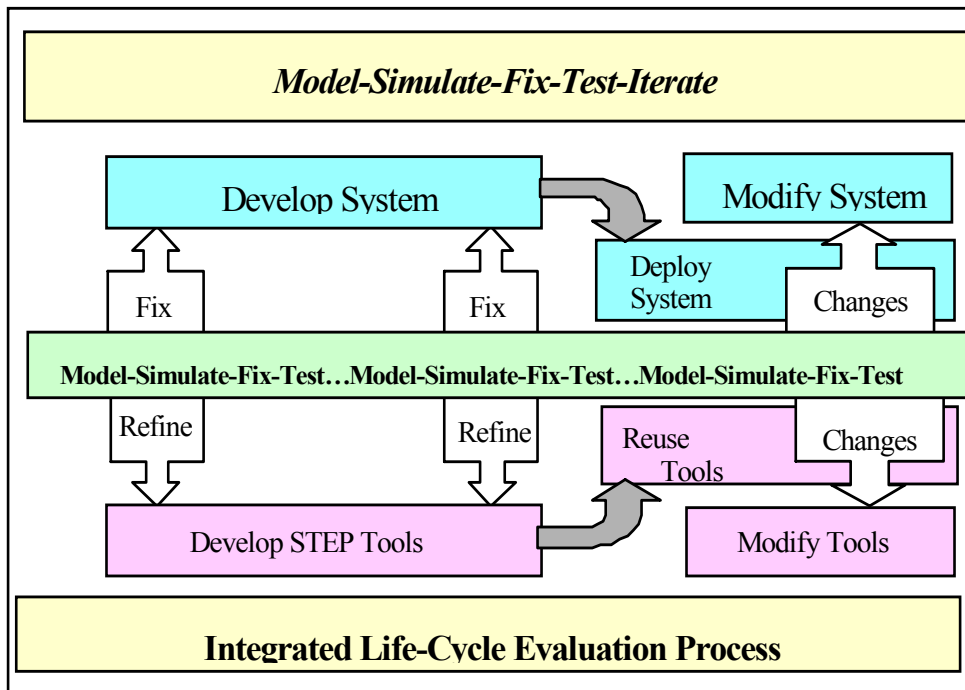 Model-Simulate-Fix-Test-Iterate
Develop System
Modify System
Deploy
System
Fix
Fix
Changes
Model-Simulate-Fix-Test…Model-Simulate-Fix-Test…Model-Simulate-Fix-Test
Refine
Refine
Reuse
Tools
Changes
Develop STEP Tools
Modify Tools
Integrated Life-Cycle Evaluation Process